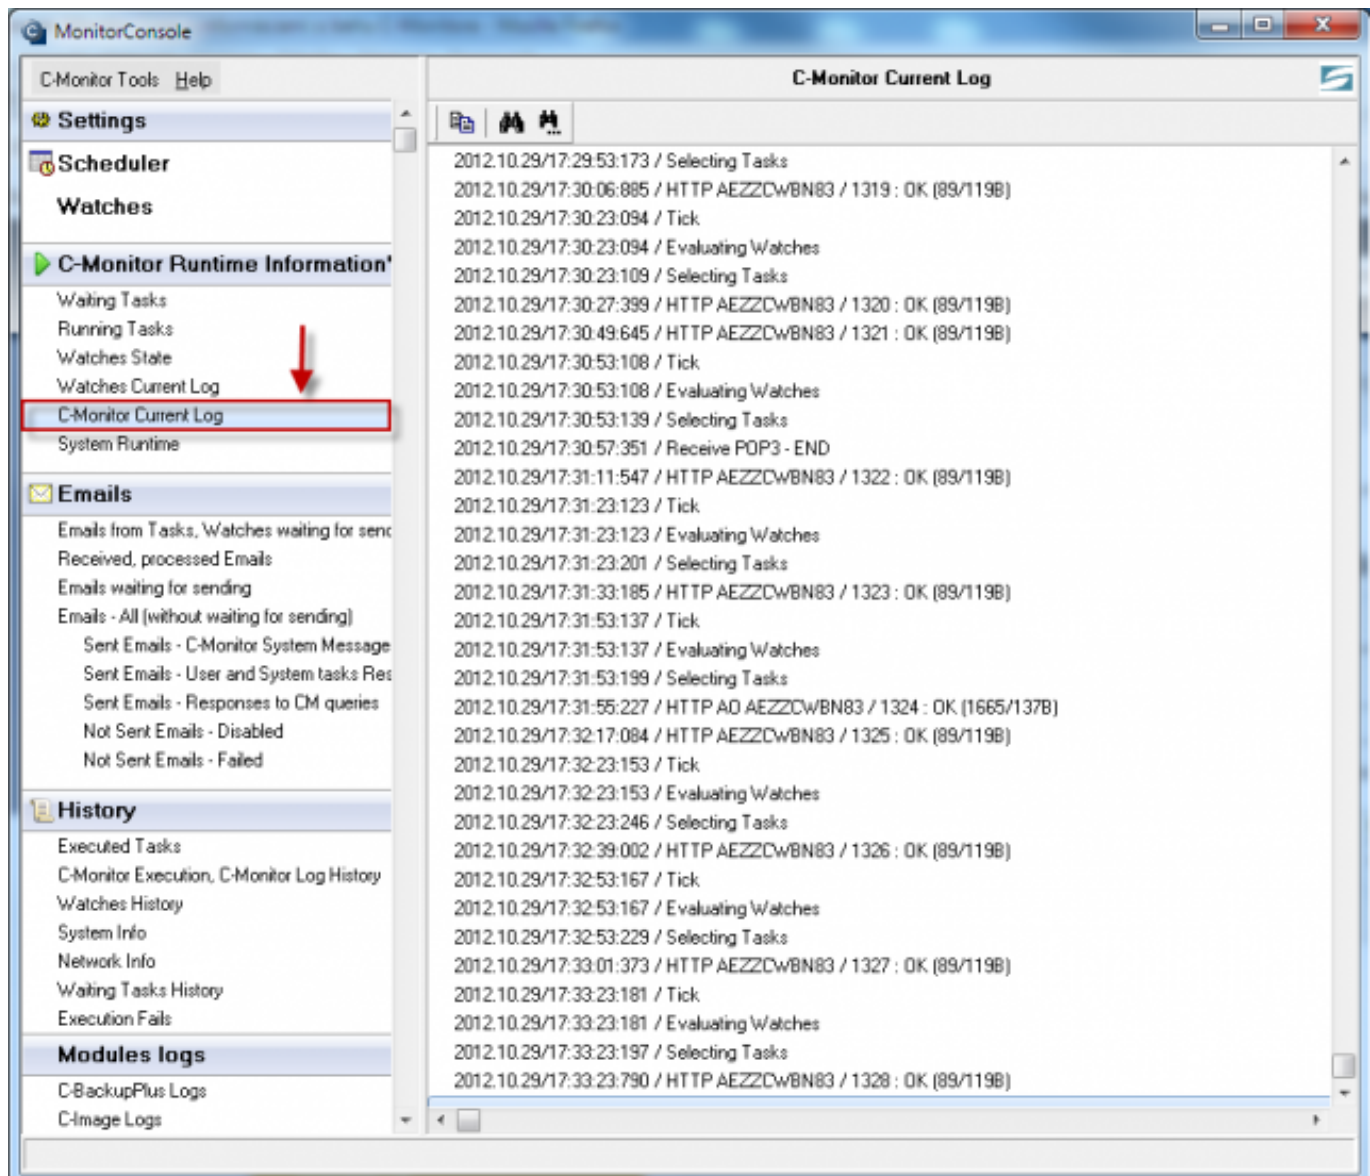 MonitorConsole
C-Monitor Tools Help
Settings
Scheduler
Watches
C-Monitor Runtime Information'
Waiting Tasks
Running Tasks
Watches State
Watches Current Log
C-Monitor Current Log
System Runtime
Emails
Emails from Tasks, Watches waiting for senc
Received, processed Emails
Emails waiting for sending
Emails - All (without waiting for sending)
Sent Emails - C-Monitor System Message
Sent Emails - User and System tasks Res
Sent Emails - Responses to CM queries
Not Sent Emails - Disabled
Not Sent Emails - Failed
History
Executed Tasks
C-Monitor Execution, C-Monitor Log History
Watches History
System Info
Network Info
Waiting Tasks History
Execution Fails
Modules logs
C-BackupPlus Logs
C-Image Logs
C-Monitor Current Log
2012.10.29/17:29:53:173 / Selecting Tasks
2012.10.29/17:30:06:885 / HTTP AEZZCWBN83 / 1319 : OK (89/119B)
2012.10.29/17:30:23:094 / Tick
2012.10.29/17:30:23:094 / Evaluating Watches
2012.10.29/17:30:23:109 / Selecting Tasks
2012.10.29/17:30:27:399 / HTTP AEZZCWBN83 / 1320 : OK (89/119B)
2012.10.29/17:30:49:645 / HTTP AEZZCWBN83 / 1321 : OK (89/119B)
2012.10.29/17:30:53:108 / Tick
2012.10.29/17:30:53:108 / Evaluating Watches
2012.10.29/17:30:53:139 / Selecting Tasks
2012.10.29/17:30:57:351 / Receive POP3 - END
2012.10.29/17:31:11:547 / HTTP AEZZCWBN83 / 1322 : OK (89/119B)
2012.10.29/17:31:23:123 / Tick
2012.10.29/17:31:23:123 / Evaluating Watches
2012.10.29/17:31:23:201 / Selecting Tasks
2012.10.29/17:31:33:185 / HTTP AEZZCWBN83 / 1323 : OK (89/119B)
2012.10.29/17:31:53:137 / Tick
2012.10.29/17:31:53:137 / Evaluating Watches
2012.10.29/17:31:53:199 / Selecting Tasks
2012.10.29/17:31:55:227 / HTTP AO AEZZCWBN83 / 1324 : OK (1665/137B)
2012.10.29/17:32:17:084 / HTTP AEZZCWBN83 / 1325 : OK (89/119B)
2012.10.29/17:32:23:153 / Tick
2012.10.29/17:32:23:153 / Evaluating Watches
2012.10.29/17:32:23:246 / Selecting Tasks
2012.10.29/17:32:39:002 / HTTP AEZZCWBN83 / 1326 : OK (89/119B)
2012.10.29/17:32:53:167 / Tick
2012.10.29/17:32:53:167 / Evaluating Watches
2012.10.29/17:32:53:229 / Selecting Tasks
2012.10.29/17:33:01:373 / HTTP AEZZCWBN83 / 1327 : OK (89/119B)
2012.10.29/17:33:23:181 / Tick
2012.10.29/17:33:23:181 / Evaluating Watches
2012.10.29/17:33:23:197 / Selecting Tasks
2012.10.29/17:33:23:790 / HTTP AEZZCWBN83 / 1328 : OK (89/119B)